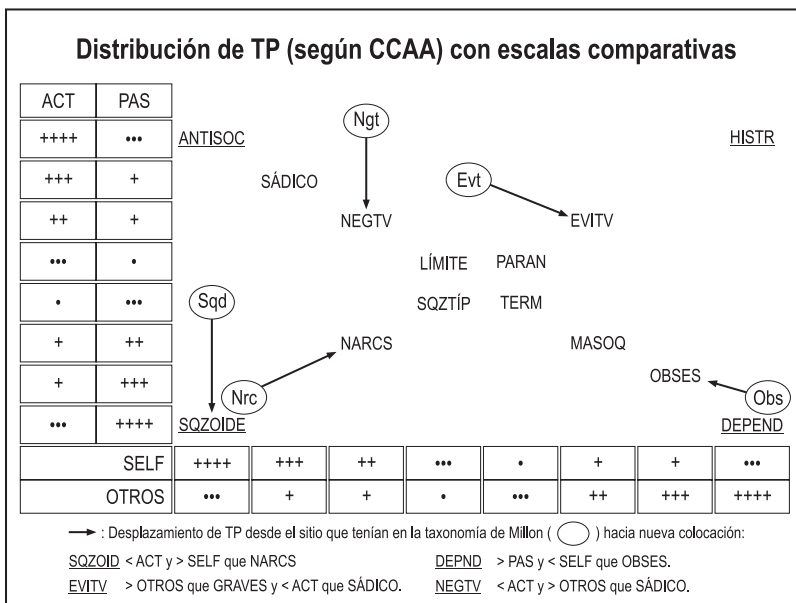 Distribución de TP (según CCAA) con escalas comparativas
ACT PAS
++++ •••
ANTISOC
Ngt
HISTR
+++ +
SÁDICO
Evt
++ +
NEGTV
EVITV
••• •
LÍMITE PARAN
• •••
Sqd
SQZTÍP TERM
+ ++
NARCS
MASOQ
+ +++
OBSES
Nrc
Obs
••• ++++
SQZOIDE
DEPEND
SELF ++++ +++ ++ ••• • + + •••
OTROS ••• + + • ••• ++ +++ ++++
: Desplazamiento de TP desde el sitio que tenían en la taxonomía de Millon ( ) hacia nueva colocación:
SQZOID < ACT y > SELF que NARCS
DEPND > PAS y < SELF que OBSES.
EVITV > OTROS que GRAVES y < ACT que SÁDICO.
NEGTV < ACT y > OTROS que SÁDICO.